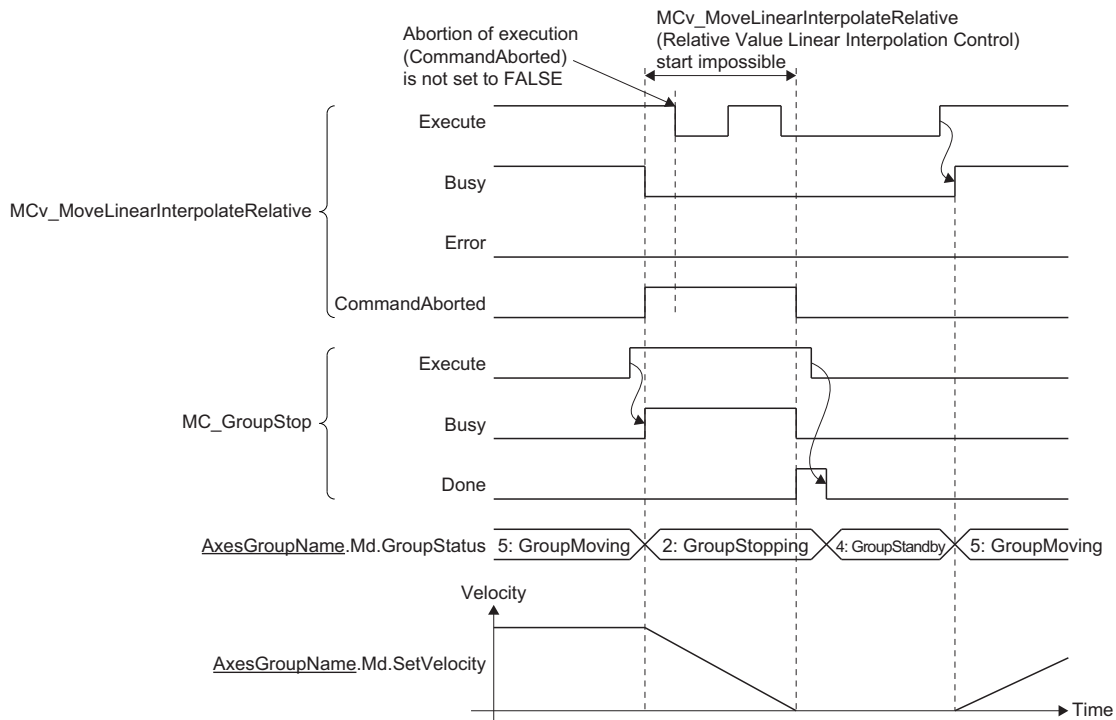 MCv_MoveLinearInterpolateRelative
(Relative Value Linear Interpolation Control)
start impossible
Abortion of execution
(CommandAborted)
is not set to FALSE
MCv_MoveLinearInterpolateRelative
Execute
Busy
Error
CommandAborted
MC_GroupStop
Execute
Busy
Done
AxesGroupName.Md.GroupStatus
5: GroupMoving
2: GroupStopping
4: GroupStandby
5: GroupMoving
Velocity
AxesGroupName.Md.SetVelocity
Time